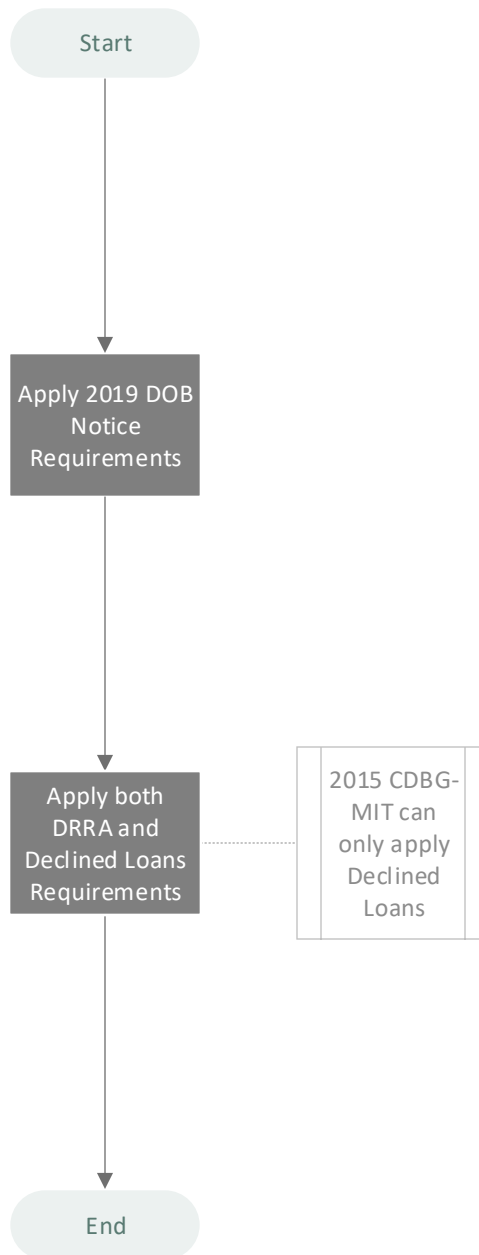 Start
Apply 2019 DOB
Notice
Requirements
Apply both
DRRA and
Declined Loans
Requirements
2015 CDBG-
MIT can
only apply
Declined
Loans
End